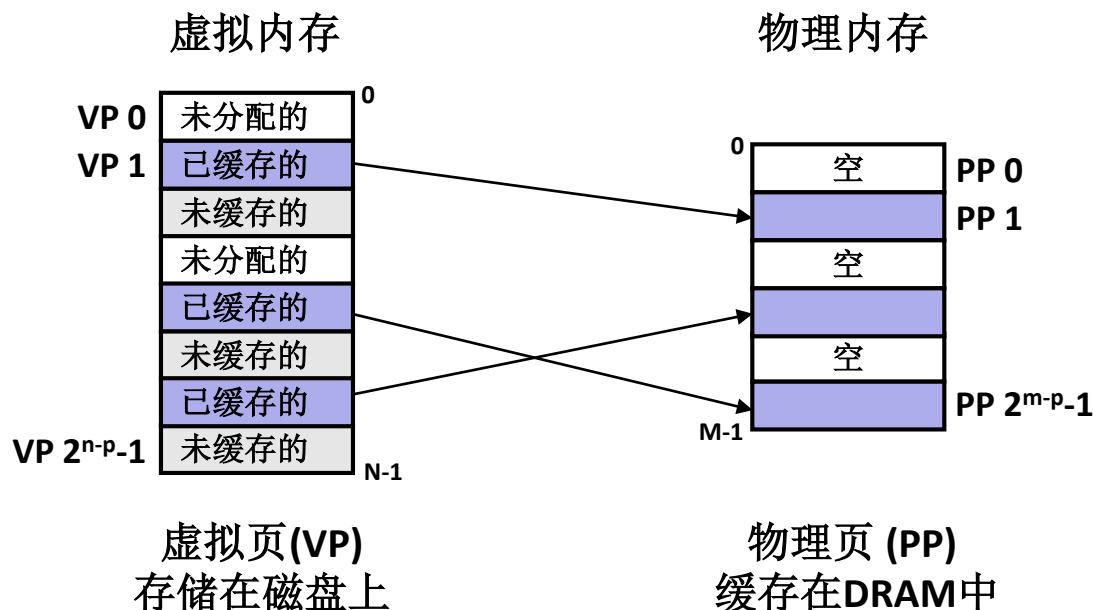 虚拟内存
物理内存
0
VP 0
未分配的
VP 1
已缓存的
未缓存的
未分配的
已缓存的
未缓存的
已缓存的
VP 2ⁿ⁻ᵖ-1
未缓存的
N-1
0
空
PP 0
PP 1
空
空
PP 2ᵐ⁻ᵖ-1
M-1
虚拟页(VP)
存储在磁盘上
物理页 (PP)
缓存在DRAM中